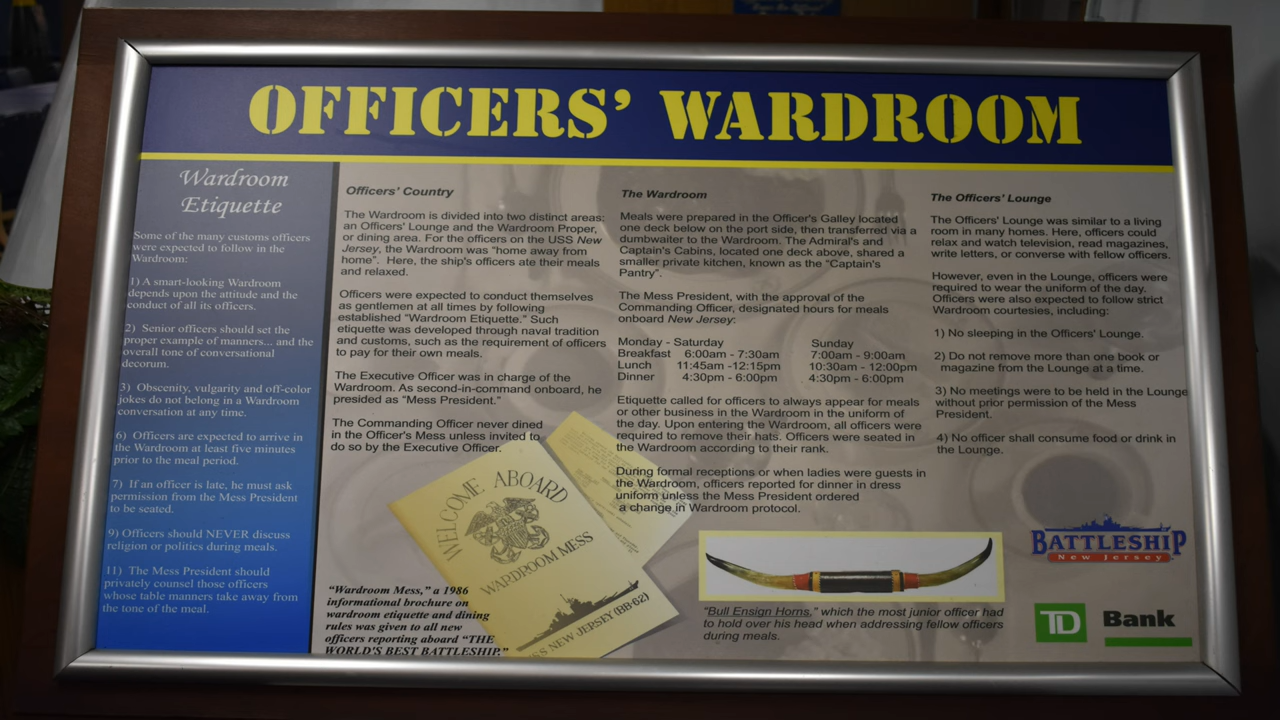 OFFICERS' WARDROOM
Wardroom
Etiquette
Some of the many customs officers
were expected to follow in the
Wardroom:
1) A smart-looking Wardroom
depends upon the attitude and the
conduct of all its officers.
2) Senior officers should set the
proper example of manners... and the
overall tone of conversational
decorum.
3) Obscenity, vulgarity and off-color
jokes do not belong in a Wardroom
conversation at any time.
6) Officers are expected to arrive in
the Wardroom at least five minutes
prior to the meal period.
7) If an officer is late, he must ask
permission from the Mess President
to be seated.
9) Officers should NEVER discuss
religion or politics during meals.
11) The Mess President should
privately counsel those officers
whose table manners take away from
the tone of the meal.
Officers' Country
The Wardroom is divided into two distinct areas:
an Officers' Lounge and the Wardroom Proper,
or dining area. For the officers on the USS New
Jersey, the Wardroom was "home away from
home". Here, the ship's officers ate their meals
and relaxed.
Officers were expected to conduct themselves
as gentlemen at all times by following
established "Wardroom Etiquette." Such
etiquette was developed through naval tradition
and customs, such as the requirement of officers
to pay for their own meals.
The Executive Officer was in charge of the
Wardroom. As second-in-command onboard, he
presided as "Mess President."
The Commanding Officer never dined
in the Officer's Mess unless invited to
do so by the Executive Officer.
WELCOME ABOARD
WARDROOM MESS
USS NEW JERSEY (BB-62)
"Wardroom Mess," a 1986
informational brochure on
wardroom etiquette and dining
rules was given to all new
officers reporting aboard "THE
WORLD'S BEST BATTLESHIP."
The Wardroom
Meals were prepared in the Officer's Galley located
one deck below on the port side, then transferred via a
dumbwaiter to the Wardroom. The Admiral's and
Captain's Cabins, located one deck above, shared a
smaller private kitchen, known as the "Captain's
Pantry".
The Mess President, with the approval of the
Commanding Officer, designated hours for meals
onboard New Jersey:
Monday - Saturday Sunday
Breakfast 6:00am - 7:30am 7:00am - 9:00am
Lunch 11:45am -12:15pm 10:30am - 12:00pm
Dinner 4:30pm - 6:00pm 4:30pm - 6:00pm
Etiquette called for officers to always appear for meals
or other business in the Wardroom in the uniform of
the day. Upon entering the Wardroom, all officers were
required to remove their hats. Officers were seated in
the Wardroom according to their rank.
During formal receptions or when ladies were guests in
the Wardroom, officers reported for dinner in dress
uniform unless the Mess President ordered
a change in Wardroom protocol.
"Bull Ensign Horns," which the most junior officer had
to hold over his head when addressing fellow officers
during meals.
The Officers' Lounge
The Officers' Lounge was similar to a living
room in many homes. Here, officers could
relax and watch television, read magazines,
write letters, or converse with fellow officers.
However, even in the Lounge, officers were
required to wear the uniform of the day.
Officers were also expected to follow strict
Wardroom courtesies, including:
1) No sleeping in the Officers' Lounge.
2) Do not remove more than one book or
magazine from the Lounge at a time.
3) No meetings were to be held in the Lounge
without prior permission of the Mess
President.
4) No officer shall consume food or drink in
the Lounge.
BATTLESHIP
New Jersey
TD Bank